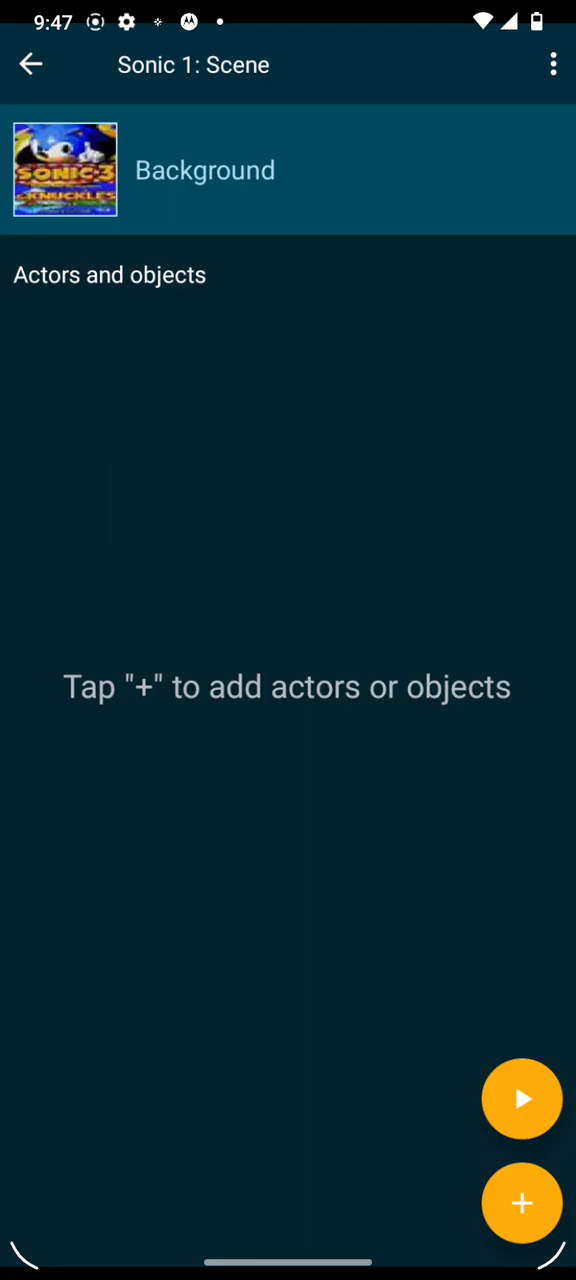 9:47
Sonic 1: Scene
SONIC 3
& KNUCKLES
Background
Actors and objects
Tap "+" to add actors or objects